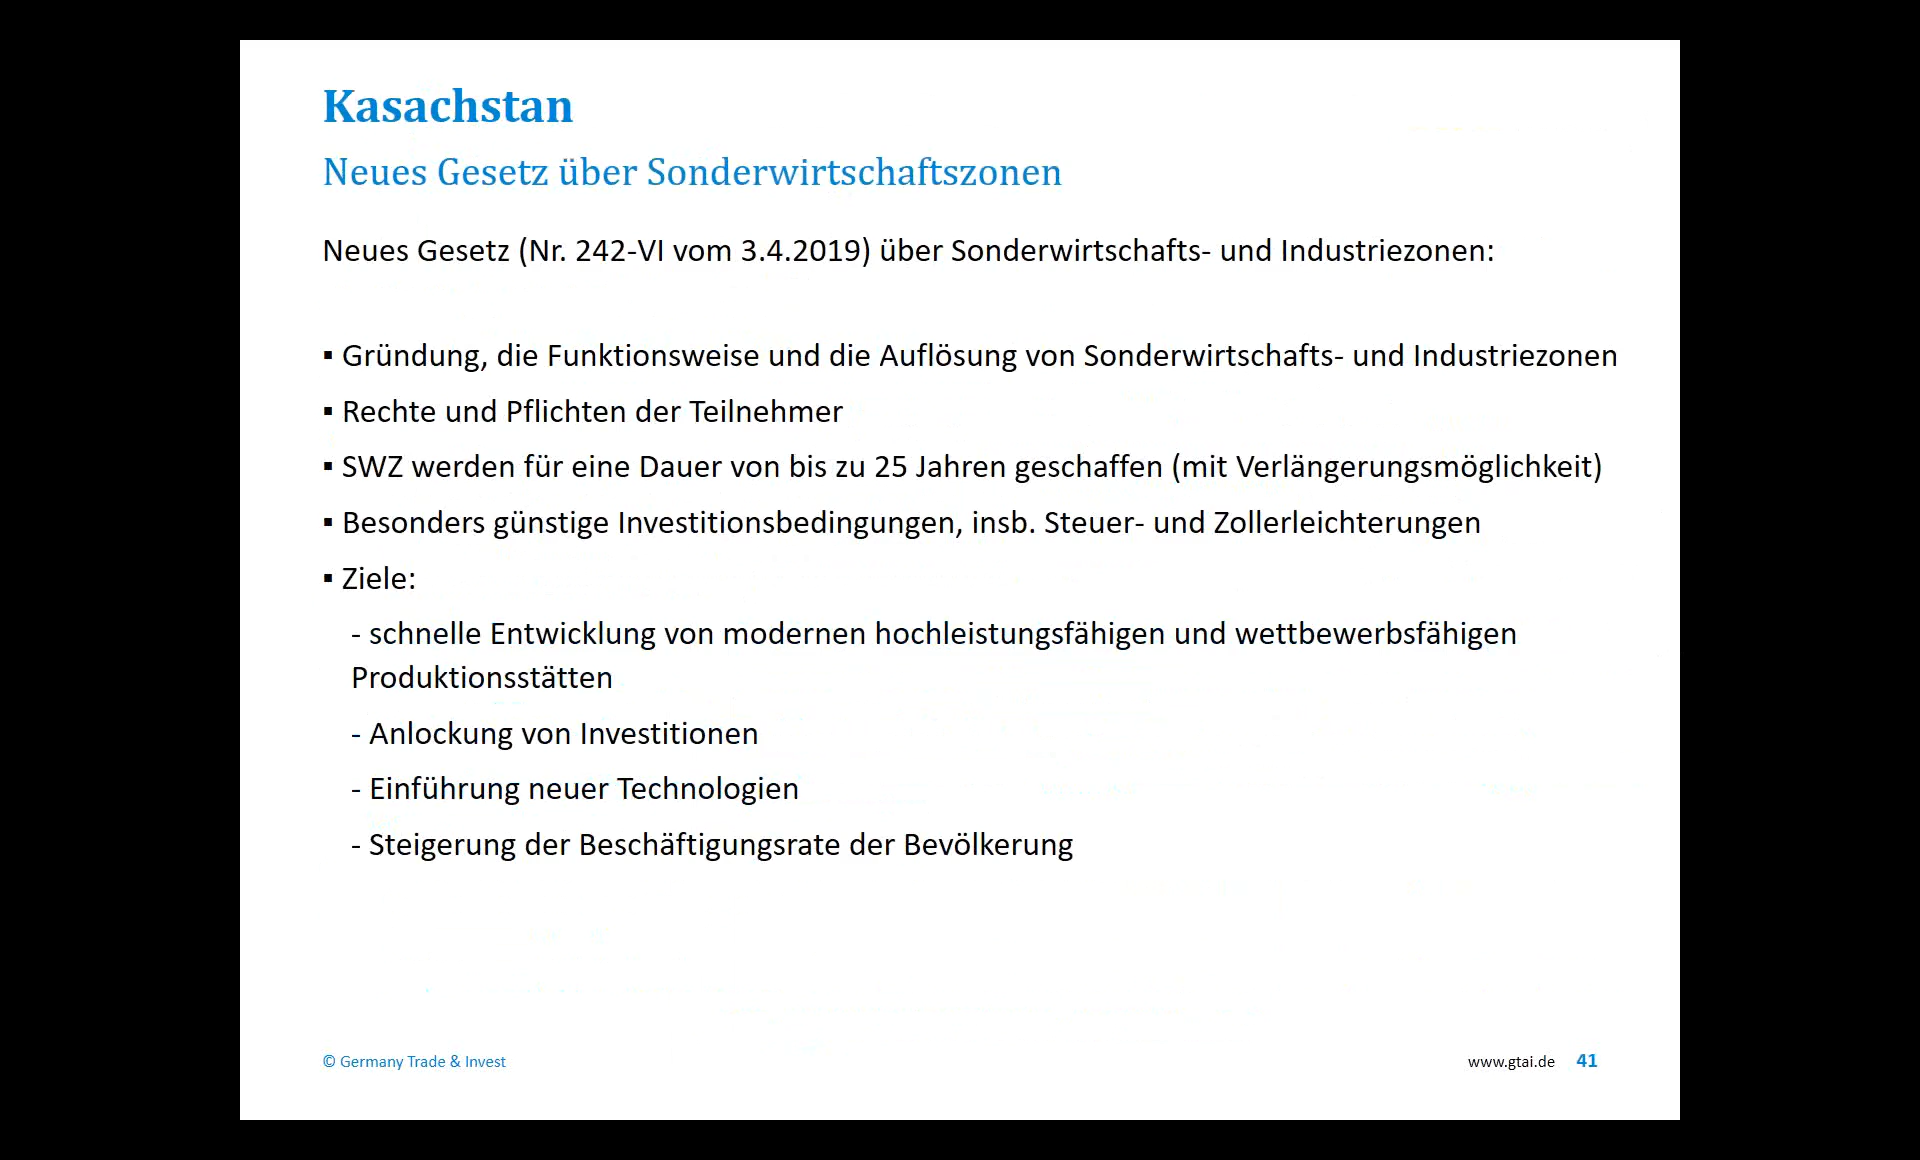 Kasachstan
Neues Gesetz über Sonderwirtschaftszonen
Neues Gesetz (Nr. 242-VI vom 3.4.2019) über Sonderwirtschafts- und Industriezonen:
▪ Gründung, die Funktionsweise und die Auflösung von Sonderwirtschafts- und Industriezonen
▪ Rechte und Pflichten der Teilnehmer
▪ SWZ werden für eine Dauer von bis zu 25 Jahren geschaffen (mit Verlängerungsmöglichkeit)
▪ Besonders günstige Investitionsbedingungen, insb. Steuer- und Zollerleichterungen
▪ Ziele:
- schnelle Entwicklung von modernen hochleistungsfähigen und wettbewerbsfähigen
Produktionsstätten
- Anlockung von Investitionen
- Einführung neuer Technologien
- Steigerung der Beschäftigungsrate der Bevölkerung
© Germany Trade & Invest
www.gtai.de 41